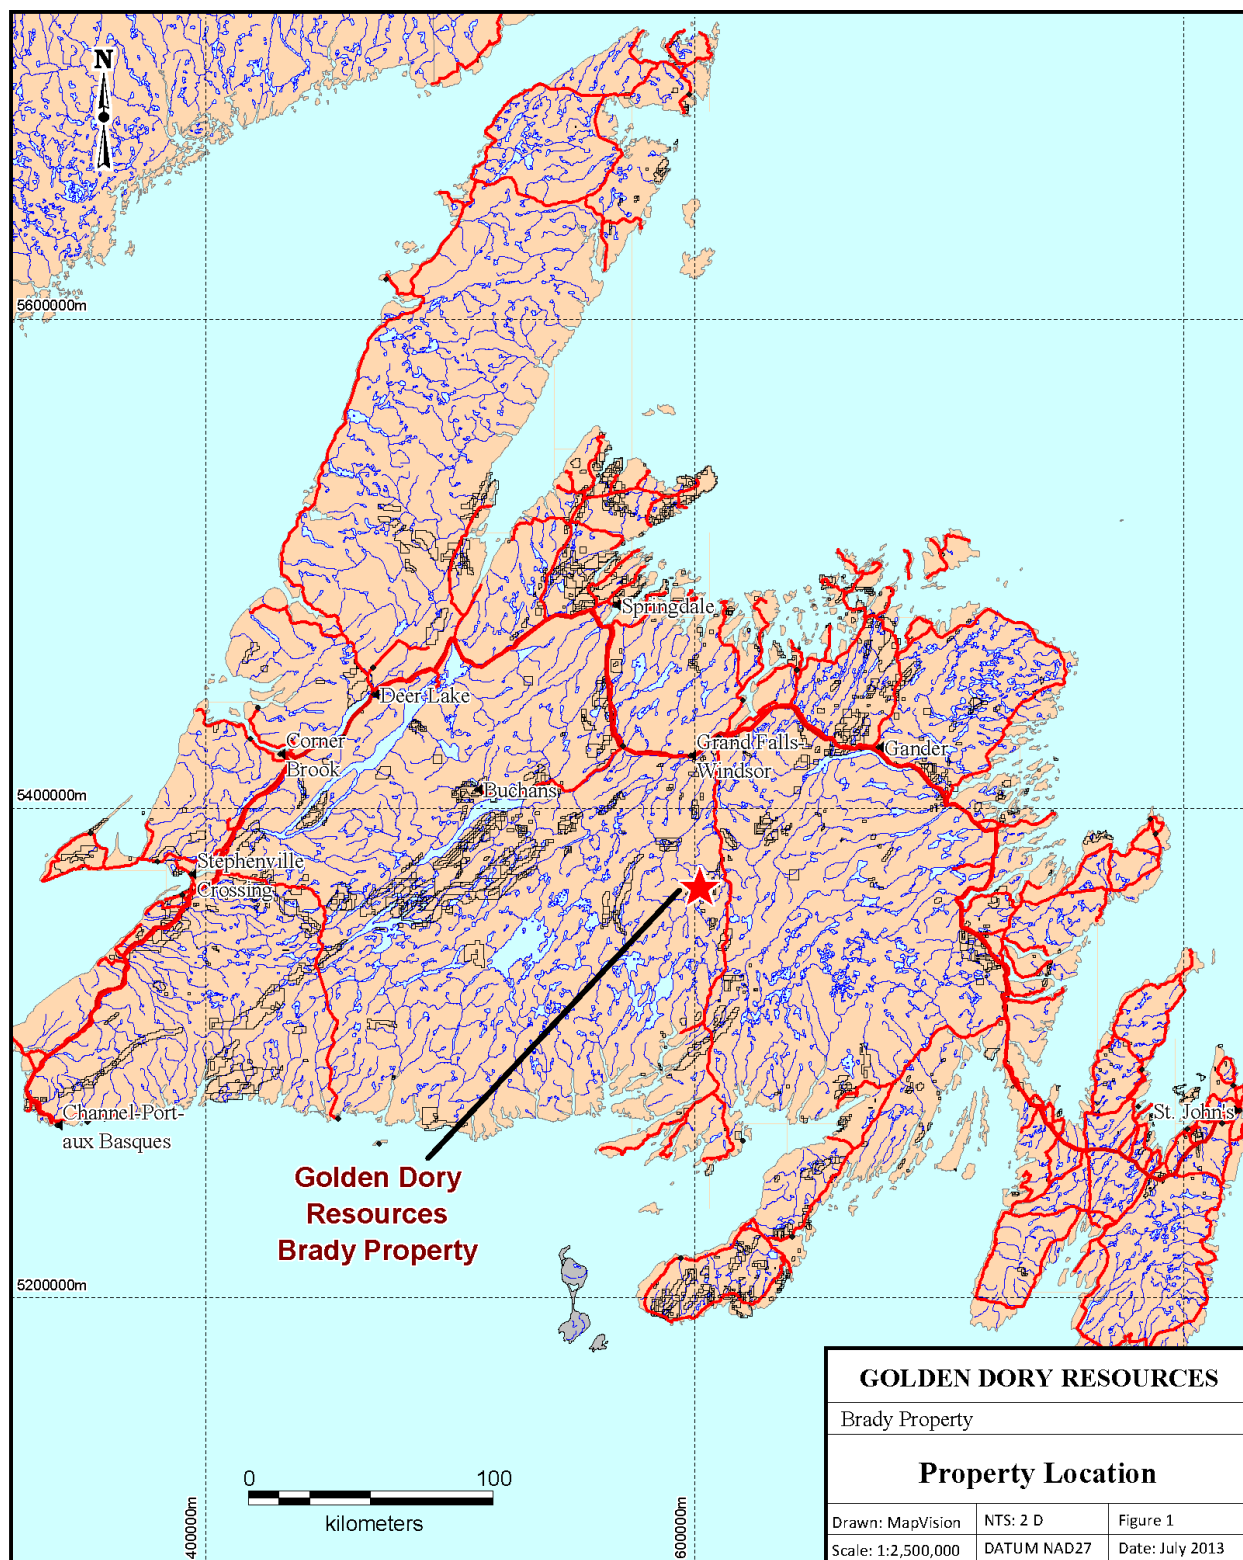 N
5600000m
Springdale
Deer Lake
Corner
Brook
Grand Falls-
Windsor
Gander
Buchans
5400000m
Stephenville
Crossing
Channel-Port-
aux Basques
St. John's
Golden Dory
Resources
Brady Property
5200000m
GOLDEN DORY RESOURCES
Brady Property
Property Location
0 100
kilometers
400000m
600000m
Drawn: MapVision NTS: 2 D Figure 1
Scale: 1:2,500,000 DATUM NAD27 Date: July 2013